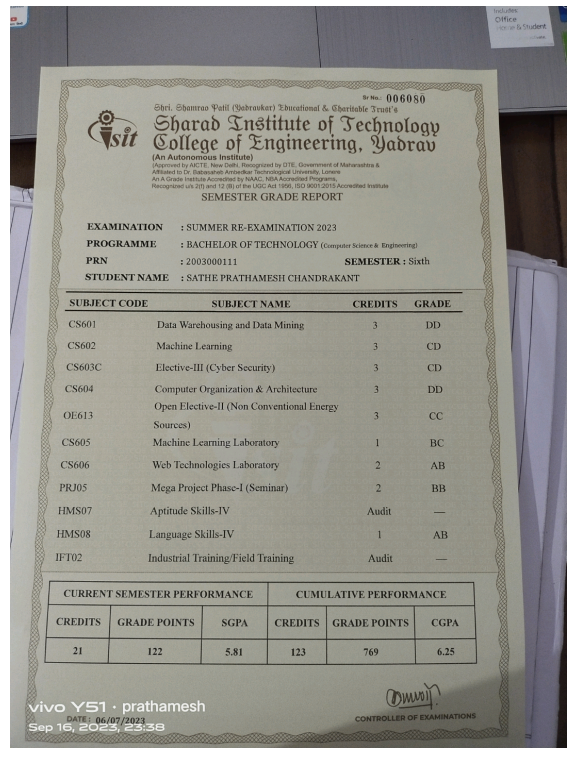 Includes
Office
Home & Student
Sr No.: 006080
Shri. Shamrao Patil (Yadravkar) Educational & Charitable Trust's
sit
Sharad Institute of Technology
College of Engineering, Yadrav
(An Autonomous Institute)
(Approved by AICTE, New Delhi, Recognized by DTE, Government of Maharashtra &
Affiliated to Dr. Babasaheb Ambedkar Technological University, Lonere
An A Grade Institute Accredited by NAAC, NBA Accredited Programs,
Recognized u/s 2(f) and 12 (B) of the UGC Act 1956, ISO 9001:2015 Accredited Institute
SEMESTER GRADE REPORT
EXAMINATION : SUMMER RE-EXAMINATION 2023
PROGRAMME : BACHELOR OF TECHNOLOGY (Computer Science & Engineering)
PRN : 2003000111 SEMESTER : Sixth
STUDENT NAME : SATHE PRATHAMESH CHANDRAKANT
SUBJECT CODE SUBJECT NAME CREDITS GRADE
CS601 Data Warehousing and Data Mining 3 DD
CS602 Machine Learning 3 CD
CS603C Elective-III (Cyber Security) 3 CD
CS604 Computer Organization & Architecture 3 DD
OE613 Open Elective-II (Non Conventional Energy
Sources) 3 CC
CS605 Machine Learning Laboratory 1 BC
CS606 Web Technologies Laboratory 2 AB
PRJ05 Mega Project Phase-I (Seminar) 2 BB
HMS07 Aptitude Skills-IV Audit —
HMS08 Language Skills-IV 1 AB
IFT02 Industrial Training/Field Training Audit —
CURRENT SEMESTER PERFORMANCE CUMULATIVE PERFORMANCE
CREDITS GRADE POINTS SGPA CREDITS GRADE POINTS CGPA
21 122 5.81 123 769 6.25
vivo Y51 · prathamesh
DATE : 06/07/2023 CONTROLLER OF EXAMINATIONS
Sep 16, 2023, 23:38